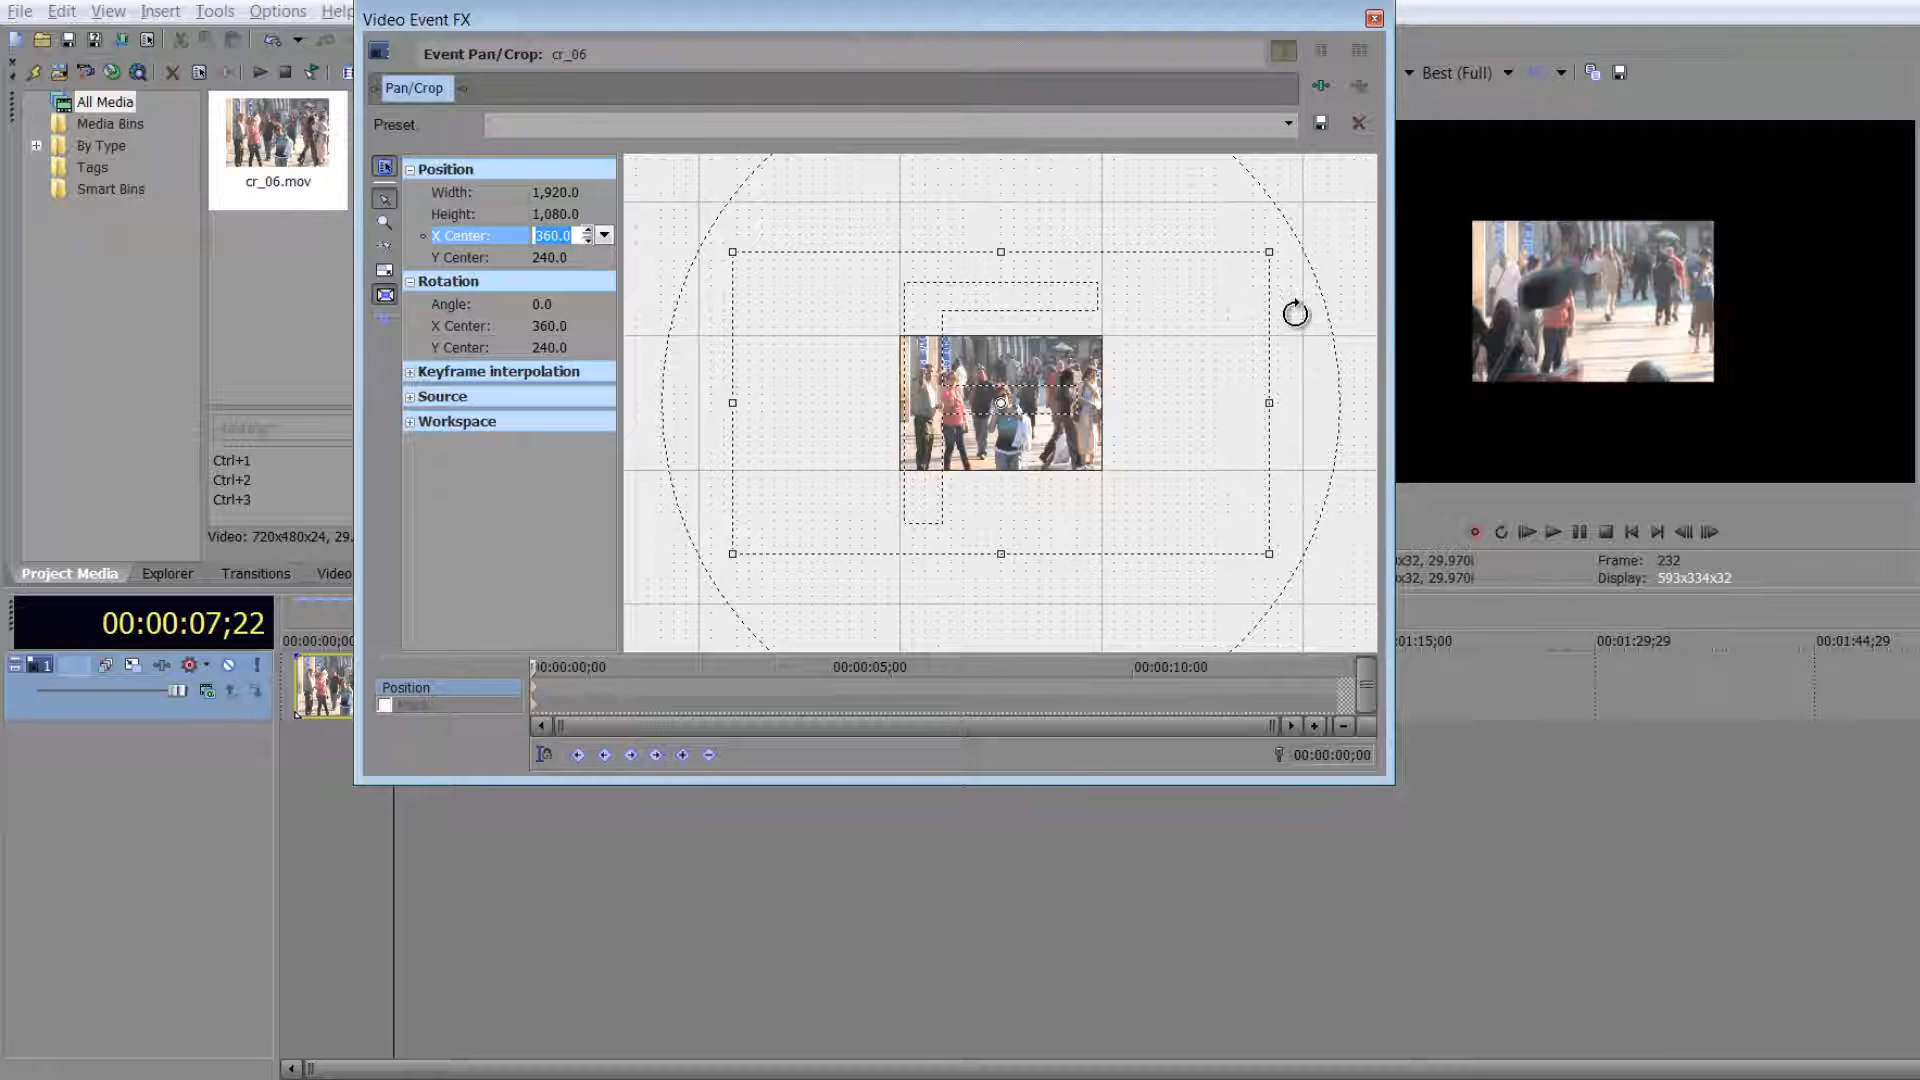 File Edit View Insert Tools Options Help
Video Event FX
Event Pan/Crop: cr_06
Pan/Crop
Preset
Best (Full)
All Media
Media Bins
By Type
Tags
Smart Bins
cr_06.mov
Position
Width: 1,920.0
Height: 1,080.0
X Center: 360.0
Y Center: 240.0
Rotation
Angle: 0.0
X Center: 360.0
Y Center: 240.0
Keyframe interpolation
Source
Workspace
Ctrl+1
Ctrl+2
Ctrl+3
Video: 720x480x24, 29.
Project Media Explorer Transitions Video
x32, 29.970i
x32, 29.970i
Frame: 232
Display: 593x334x32
00:00:07;22
00:00:00;00
1
00:00:00;00 00:00:05;00 00:00:10;00
Position
Mask
00:00:00;00
01:15;00 00:01:29;29 00:01:44;29